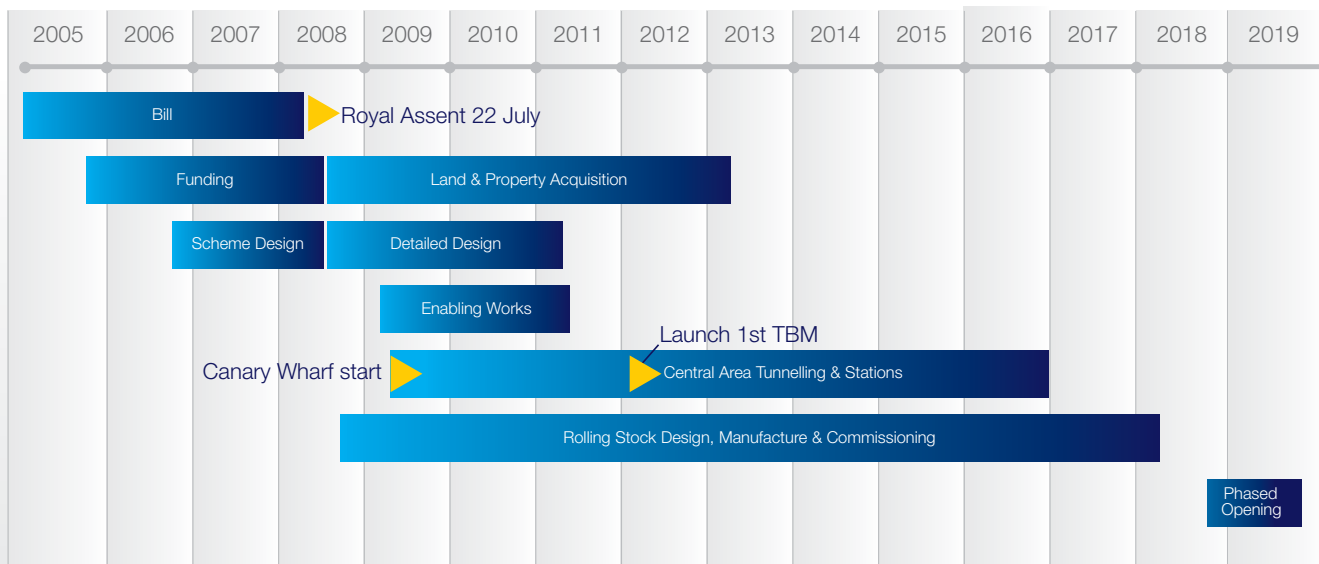 2005 2006 2007 2008 2009 2010 2011 2012 2013 2014 2015 2016 2017 2018 2019
Bill
Royal Assent 22 July
Funding
Land & Property Acquisition
Scheme Design
Detailed Design
Enabling Works
Launch 1st TBM
Canary Wharf start
Central Area Tunnelling & Stations
Rolling Stock Design, Manufacture & Commissioning
Phased
Opening